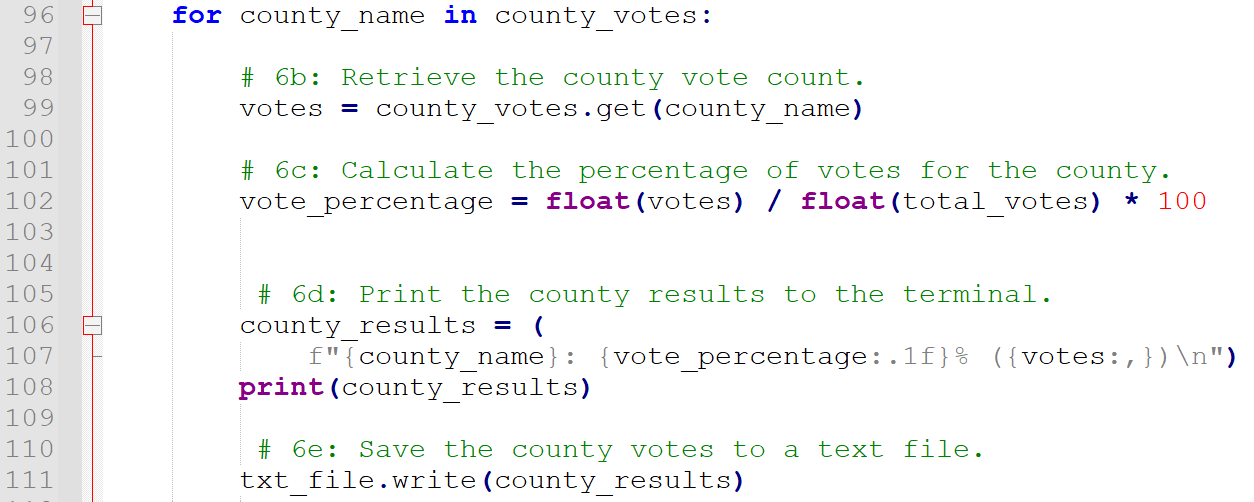 96 for county_name in county_votes:
97
98 # 6b: Retrieve the county vote count.
99 votes = county_votes.get(county_name)
100
101 # 6c: Calculate the percentage of votes for the county.
102 vote_percentage = float(votes) / float(total_votes) * 100
103
104
105 # 6d: Print the county results to the terminal.
106 county_results = (
107 f"{county_name}: {vote_percentage:.1f}% ({votes:,})\n")
108 print(county_results)
109
110 # 6e: Save the county votes to a text file.
111 txt_file.write(county_results)